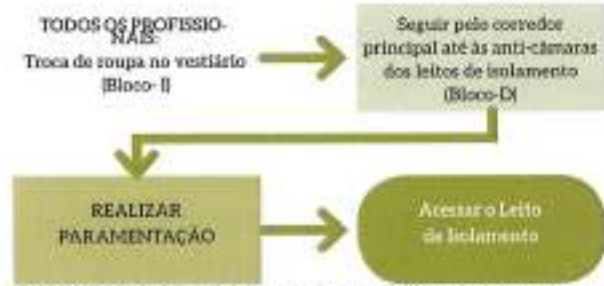 TODOS OS PROFISSIO-
NAIS:
Troca de roupa no vestiário
(Bloco- I)
Seguir pelo corredor
principal até às anti-câmaras
dos leitos de isolamento
(Bloco-D)
REALIZAR
PARAMENTAÇÃO
Acessar o Leito
de Isolamento